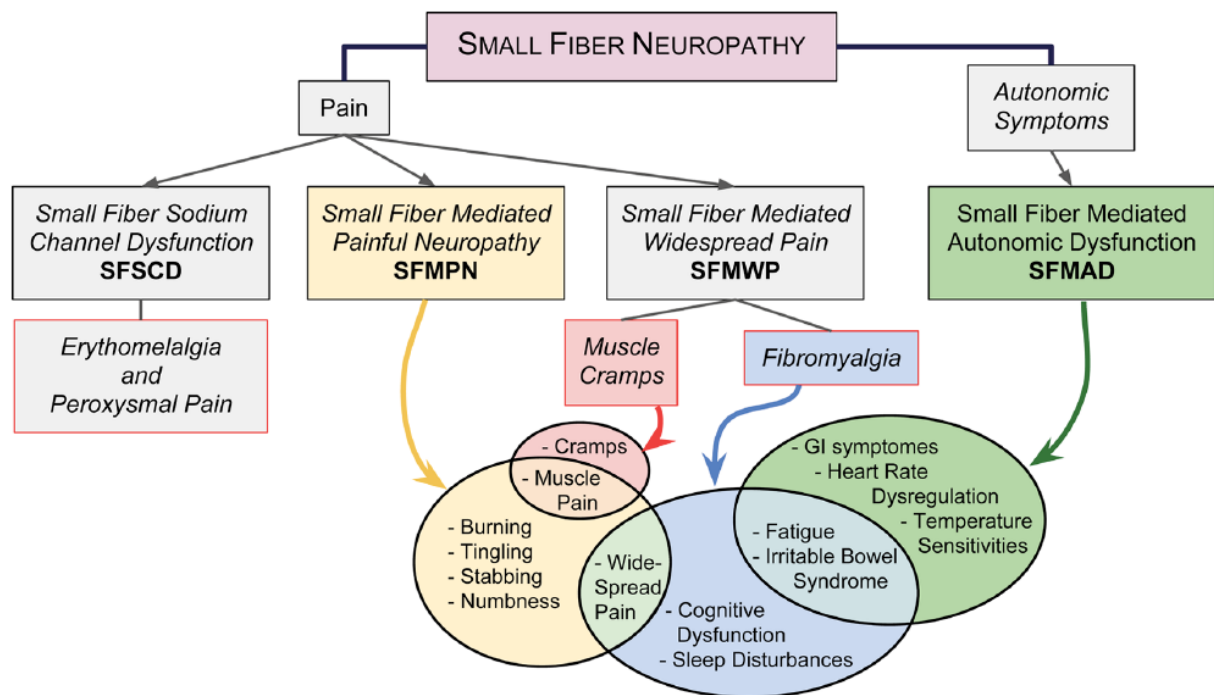 SMALL FIBER NEUROPATHY
Pain
Autonomic
Symptoms
Small Fiber Sodium
Channel Dysfunction
SFSCD
Small Fiber Mediated
Painful Neuropathy
SFMPN
Small Fiber Mediated
Widespread Pain
SFMWP
Small Fiber Mediated
Autonomic Dysfunction
SFMAD
Erythomelalgia
and
Peroxysmal Pain
Muscle
Cramps
Fibromyalgia
- Cramps
- Muscle
Pain
- Burning
- Tingling
- Stabbing
- Numbness
- Wide-
Spread
Pain
- Cognitive
Dysfunction
- Sleep Disturbances
- Fatigue
- Irritable Bowel
Syndrome
- GI symptomes
- Heart Rate
Dysregulation
- Temperature
Sensitivities